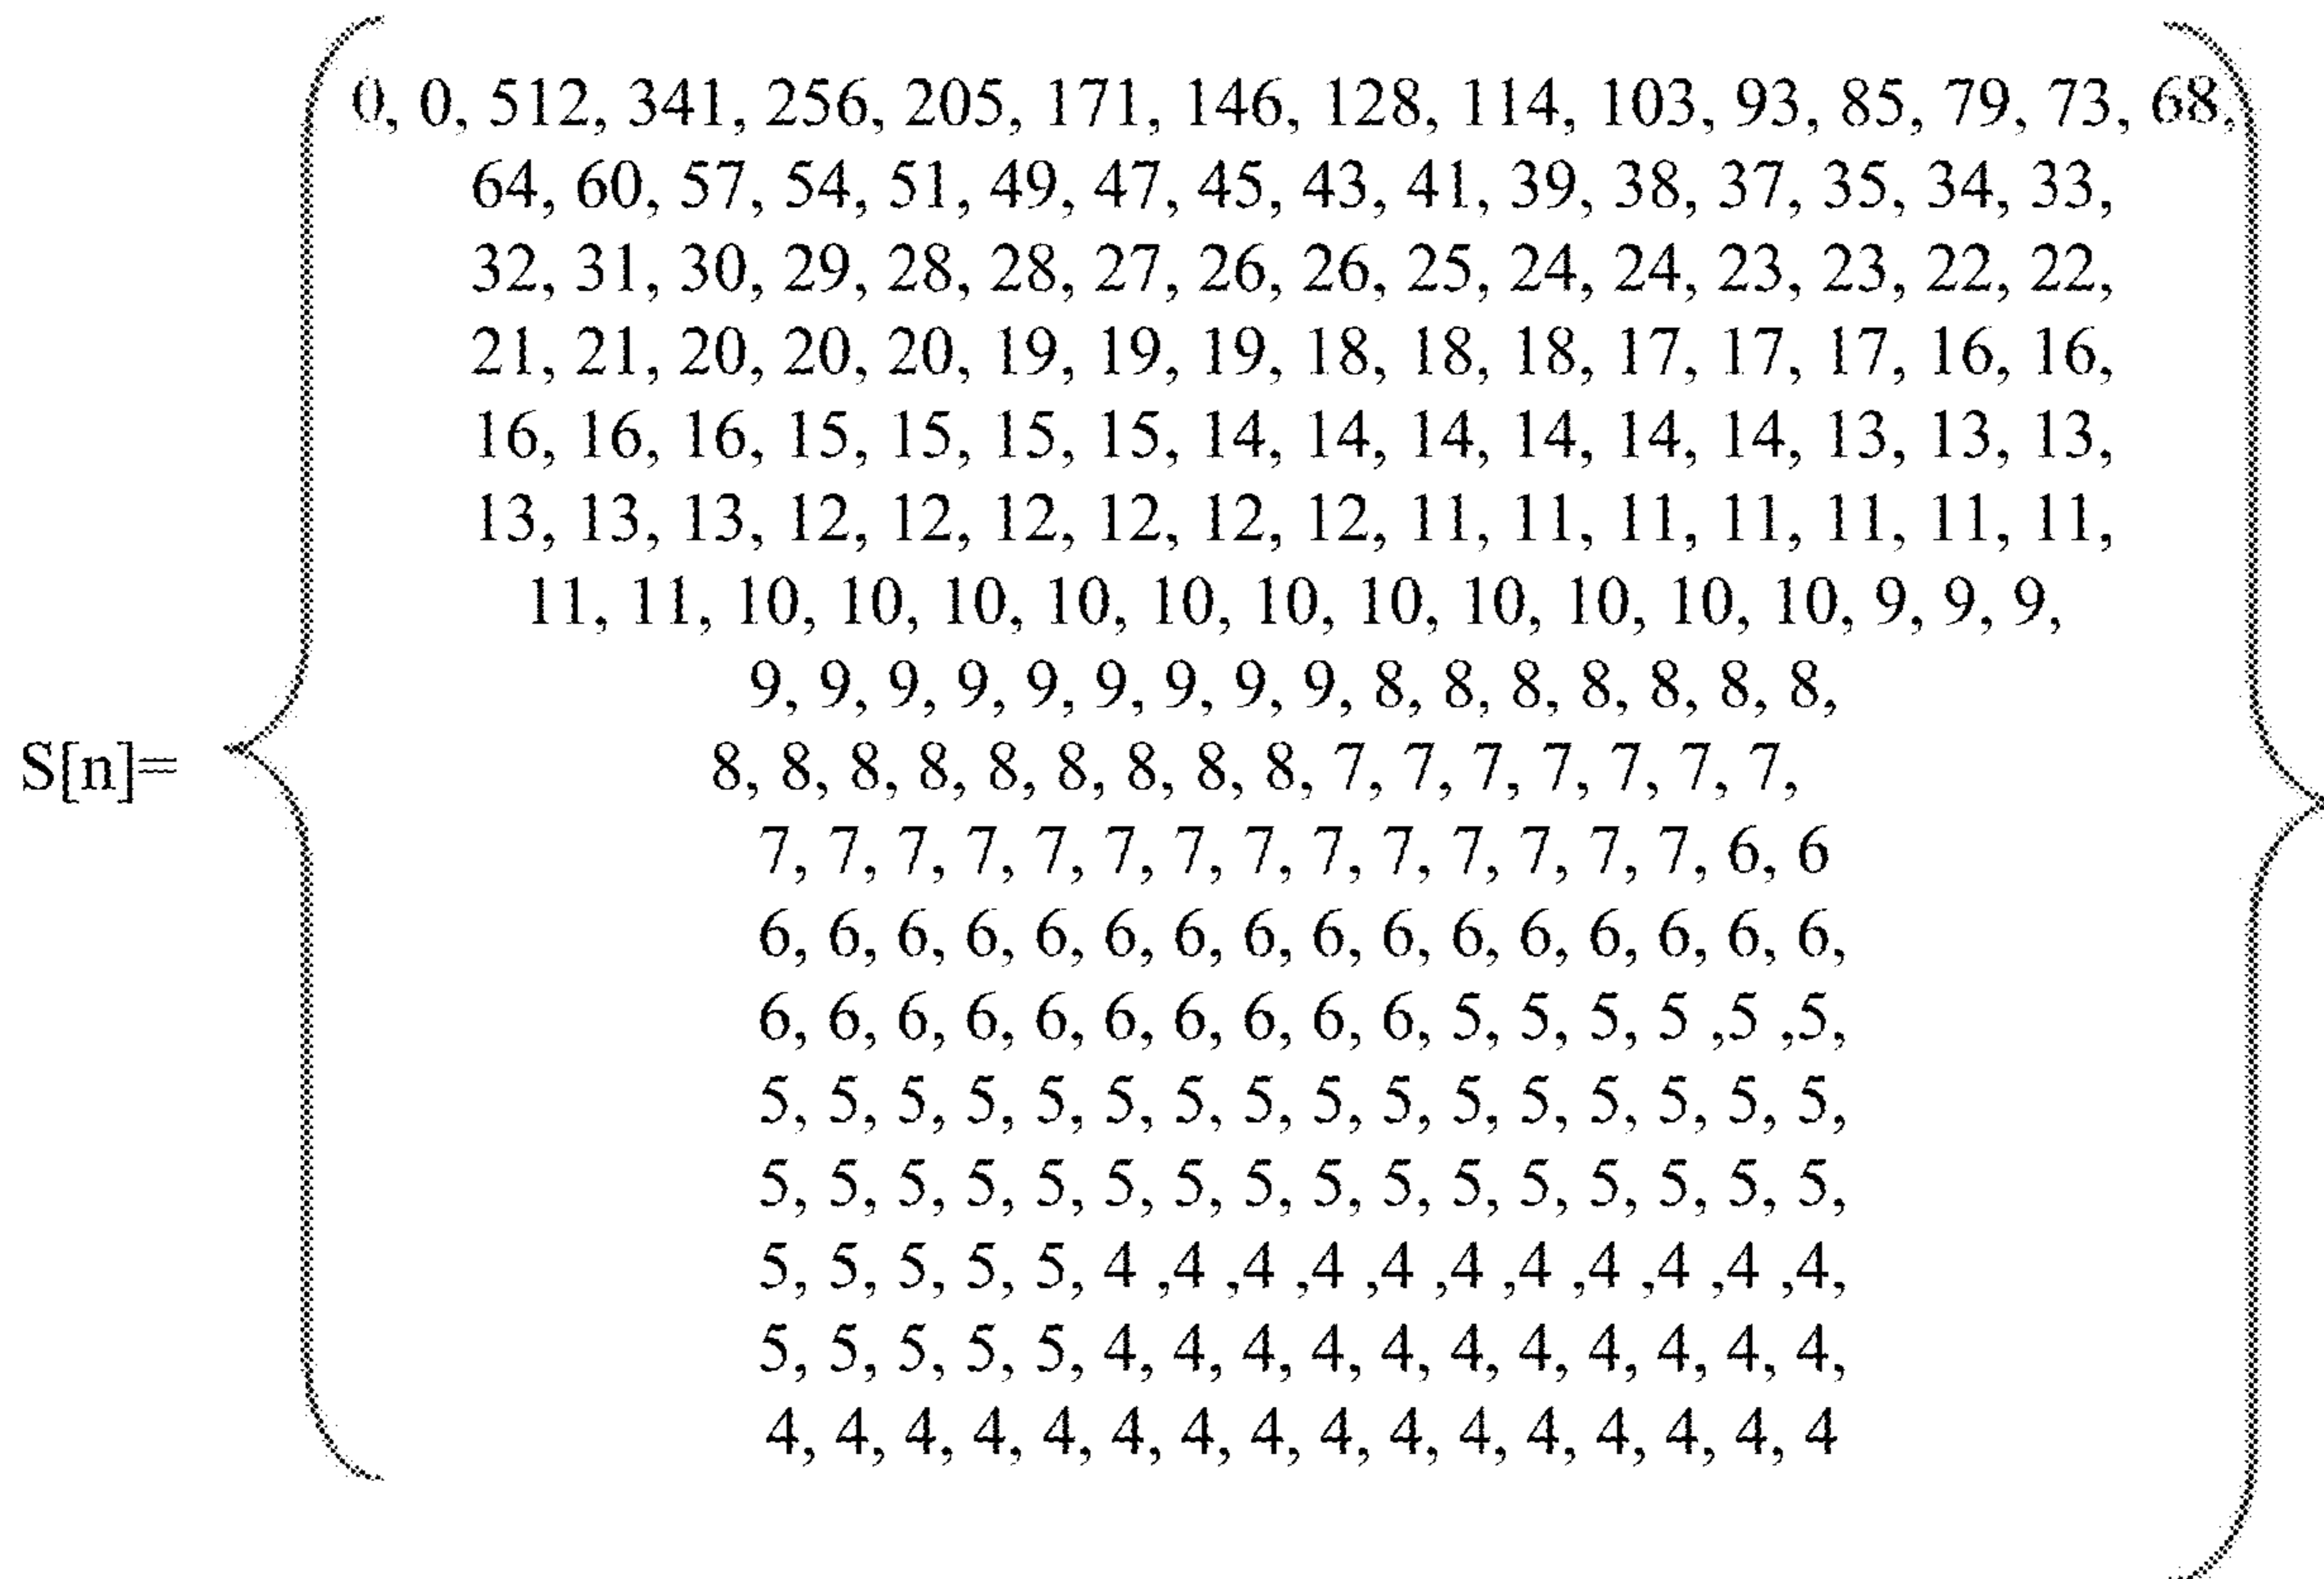 0, 0, 512, 341, 256, 205, 171, 146, 128, 114, 103, 93, 85, 79, 73, 68,
64, 60, 57, 54, 51, 49, 47, 45, 43, 41, 39, 38, 37, 35, 34, 33,
32, 31, 30, 29, 28, 28, 27, 26, 26, 25, 24, 24, 23, 23, 22, 22,
21, 21, 20, 20, 20, 19, 19, 19, 18, 18, 18, 17, 17, 17, 16, 16,
16, 16, 16, 15, 15, 15, 15, 14, 14, 14, 14, 14, 14, 13, 13, 13,
13, 13, 13, 12, 12, 12, 12, 12, 12, 11, 11, 11, 11, 11, 11, 11,
11, 11, 10, 10, 10, 10, 10, 10, 10, 10, 10, 10, 10, 9, 9, 9,
9, 9, 9, 9, 9, 9, 9, 9, 9, 8, 8, 8, 8, 8, 8, 8,
S[n]=
8, 8, 8, 8, 8, 8, 8, 8, 8, 7, 7, 7, 7, 7, 7, 7,
7, 7, 7, 7, 7, 7, 7, 7, 7, 7, 7, 7, 7, 7, 6, 6
6, 6, 6, 6, 6, 6, 6, 6, 6, 6, 6, 6, 6, 6, 6, 6,
6, 6, 6, 6, 6, 6, 6, 6, 6, 6, 5, 5, 5, 5 ,5 ,5,
5, 5, 5, 5, 5, 5, 5, 5, 5, 5, 5, 5, 5, 5, 5, 5,
5, 5, 5, 5, 5, 5, 5, 5, 5, 5, 5, 5, 5, 5, 5, 5,
5, 5, 5, 5, 5, 4 ,4 ,4 ,4 ,4 ,4 ,4 ,4 ,4 ,4 ,4,
5, 5, 5, 5, 5, 4, 4, 4, 4, 4, 4, 4, 4, 4, 4, 4,
4, 4, 4, 4, 4, 4, 4, 4, 4, 4, 4, 4, 4, 4, 4, 4